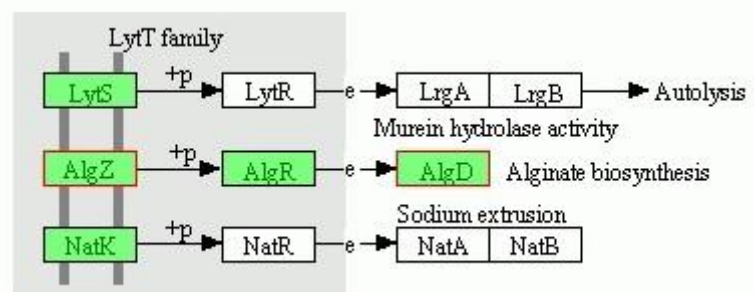 LytT family
LytS +p LytR e LrgA LrgB Autolysis
Murein hydrolase activity
AlgZ +p AlgR e AlgD Alginate biosynthesis
Sodium extrusion
NatK +p NatR e NatA NatB